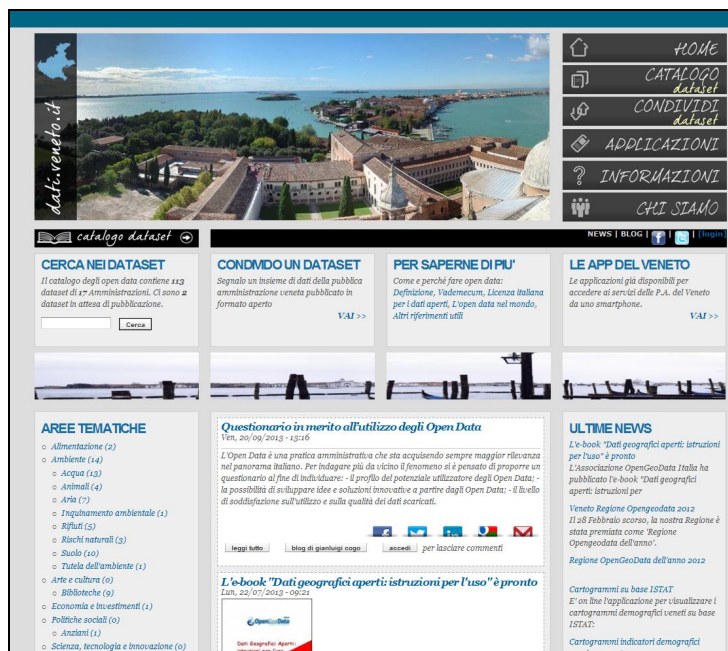 dati.veneto.it
HOME
CATALOGO
dataset
CONDIVIDI
dataset
APPLICAZIONI
INFORMAZIONI
CHI SIAMO
catalogo dataset
NEWS | BLOG | f | t | [login]
CERCA NEI DATASET
Il catalogo degli open data contiene 113
dataset di 17 Amministrazioni. Ci sono 2
dataset in attesa di pubblicazione.
Cerca
CONDIVIDO UN DATASET
Segnalo un insieme di dati della pubblica
amministrazione veneta pubblicato in
formato aperto
VAI >>
PER SAPERNE DI PIU'
Come e perché fare open data:
Definizione, Vademecum, Licenza italiana
per i dati aperti, L'open data nel mondo,
Altri riferimenti utili
LE APP DEL VENETO
Le applicazioni già disponibili per
accedere ai servizi delle P.A. del Veneto
da uno smartphone.
VAI >>
AREE TEMATICHE
Alimentazione (2)
Ambiente (14)
Acqua (13)
Animali (4)
Aria (7)
Inquinamento ambientale (1)
Rifiuti (5)
Rischi naturali (3)
Suolo (10)
Tutela dell'ambiente (1)
Arte e cultura (0)
Biblioteche (9)
Economia e investimenti (1)
Politiche sociali (0)
Anziani (1)
Scienza, tecnologia e innovazione (0)
Questionario in merito all'utilizzo degli Open Data
Ven, 20/09/2013 - 13:16
L'Open Data è una pratica amministrativa che sta acquisendo sempre maggior rilevanza
nel panorama italiano. Per indagare più da vicino il fenomeno si è pensato di proporre un
questionario al fine di individuare: - il profilo del potenziale utilizzatore degli Open Data; -
la possibilità di sviluppare idee e soluzioni innovative a partire dagli Open Data; - il livello
di soddisfazione sull'utilizzo e sulla qualità dei dati scaricati.
leggi tutto blog di gianluigi cogo accedi per lasciare commenti
L'e-book "Dati geografici aperti: istruzioni per l'uso" è pronto
Lun, 22/07/2013 - 09:21
OpenGeoData
Dati Geografici Aperti:
istruzioni per l'uso
ULTIME NEWS
L'e-book "Dati geografici aperti: istruzioni
per l'uso" è pronto
L'Associazione OpenGeoData Italia ha
pubblicato l'e-book "Dati geografici
aperti: istruzioni per
Veneto Regione Opengeodata 2012
Il 28 Febbraio scorso, la nostra Regione è
stata premiata come 'Regione
Opengeodata dell'anno'.
Regione OpenGeoData dell'anno 2012
Cartogrammi su base ISTAT
E' on line l'applicazione per visualizzare i
cartogrammi demografici veneti su base
ISTAT:
Cartogrammi indicatori demografici